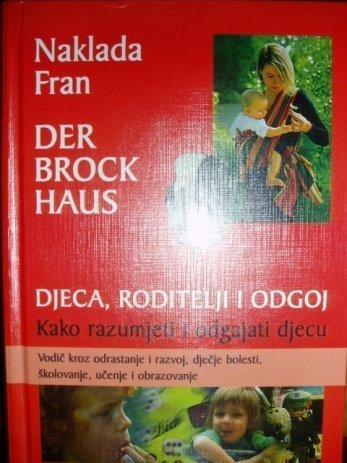 Naklada
Fran
DER
BROCK
HAUS
DJECA, RODITELJI I ODGOJ
Kako razumjeti i odgajati djecu
Vodič kroz odrastanje i razvoj, dječje bolesti,
školovanje, učenje i obrazovanje